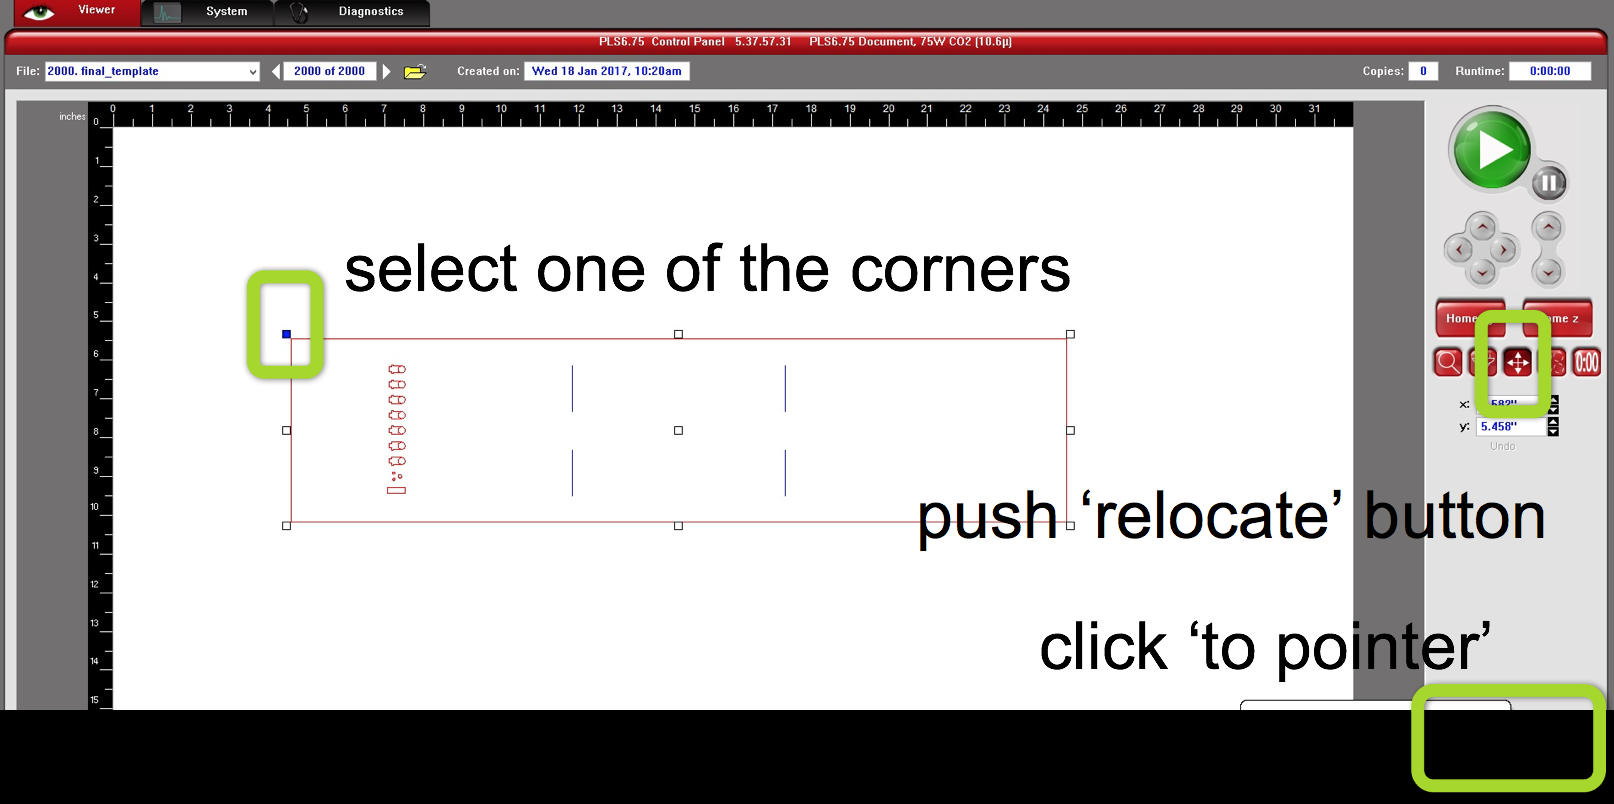 Viewer System Diagnostics
PLS6.75 Control Panel 5.37.57.31 PLS6.75 Document, 75W CO2 (10.6µ)
File: 2000. final_template 2000 of 2000 Created on: Wed 18 Jan 2017, 10:20am Copies: 0 Runtime: 0:00:00
0 1 2 3 4 5 6 7 8 9 10 11 12 13 14 15 16 17 18 19 20 21 22 23 24 25 26 27 28 29 30 31
inches
0
1
2
3
4
5
6
7
8
9
10
11
12
13
14
15
select one of the corners
Home z
0:00
x:
y: 5.458"
Undo
push ‘relocate’ button
click ‘to pointer’